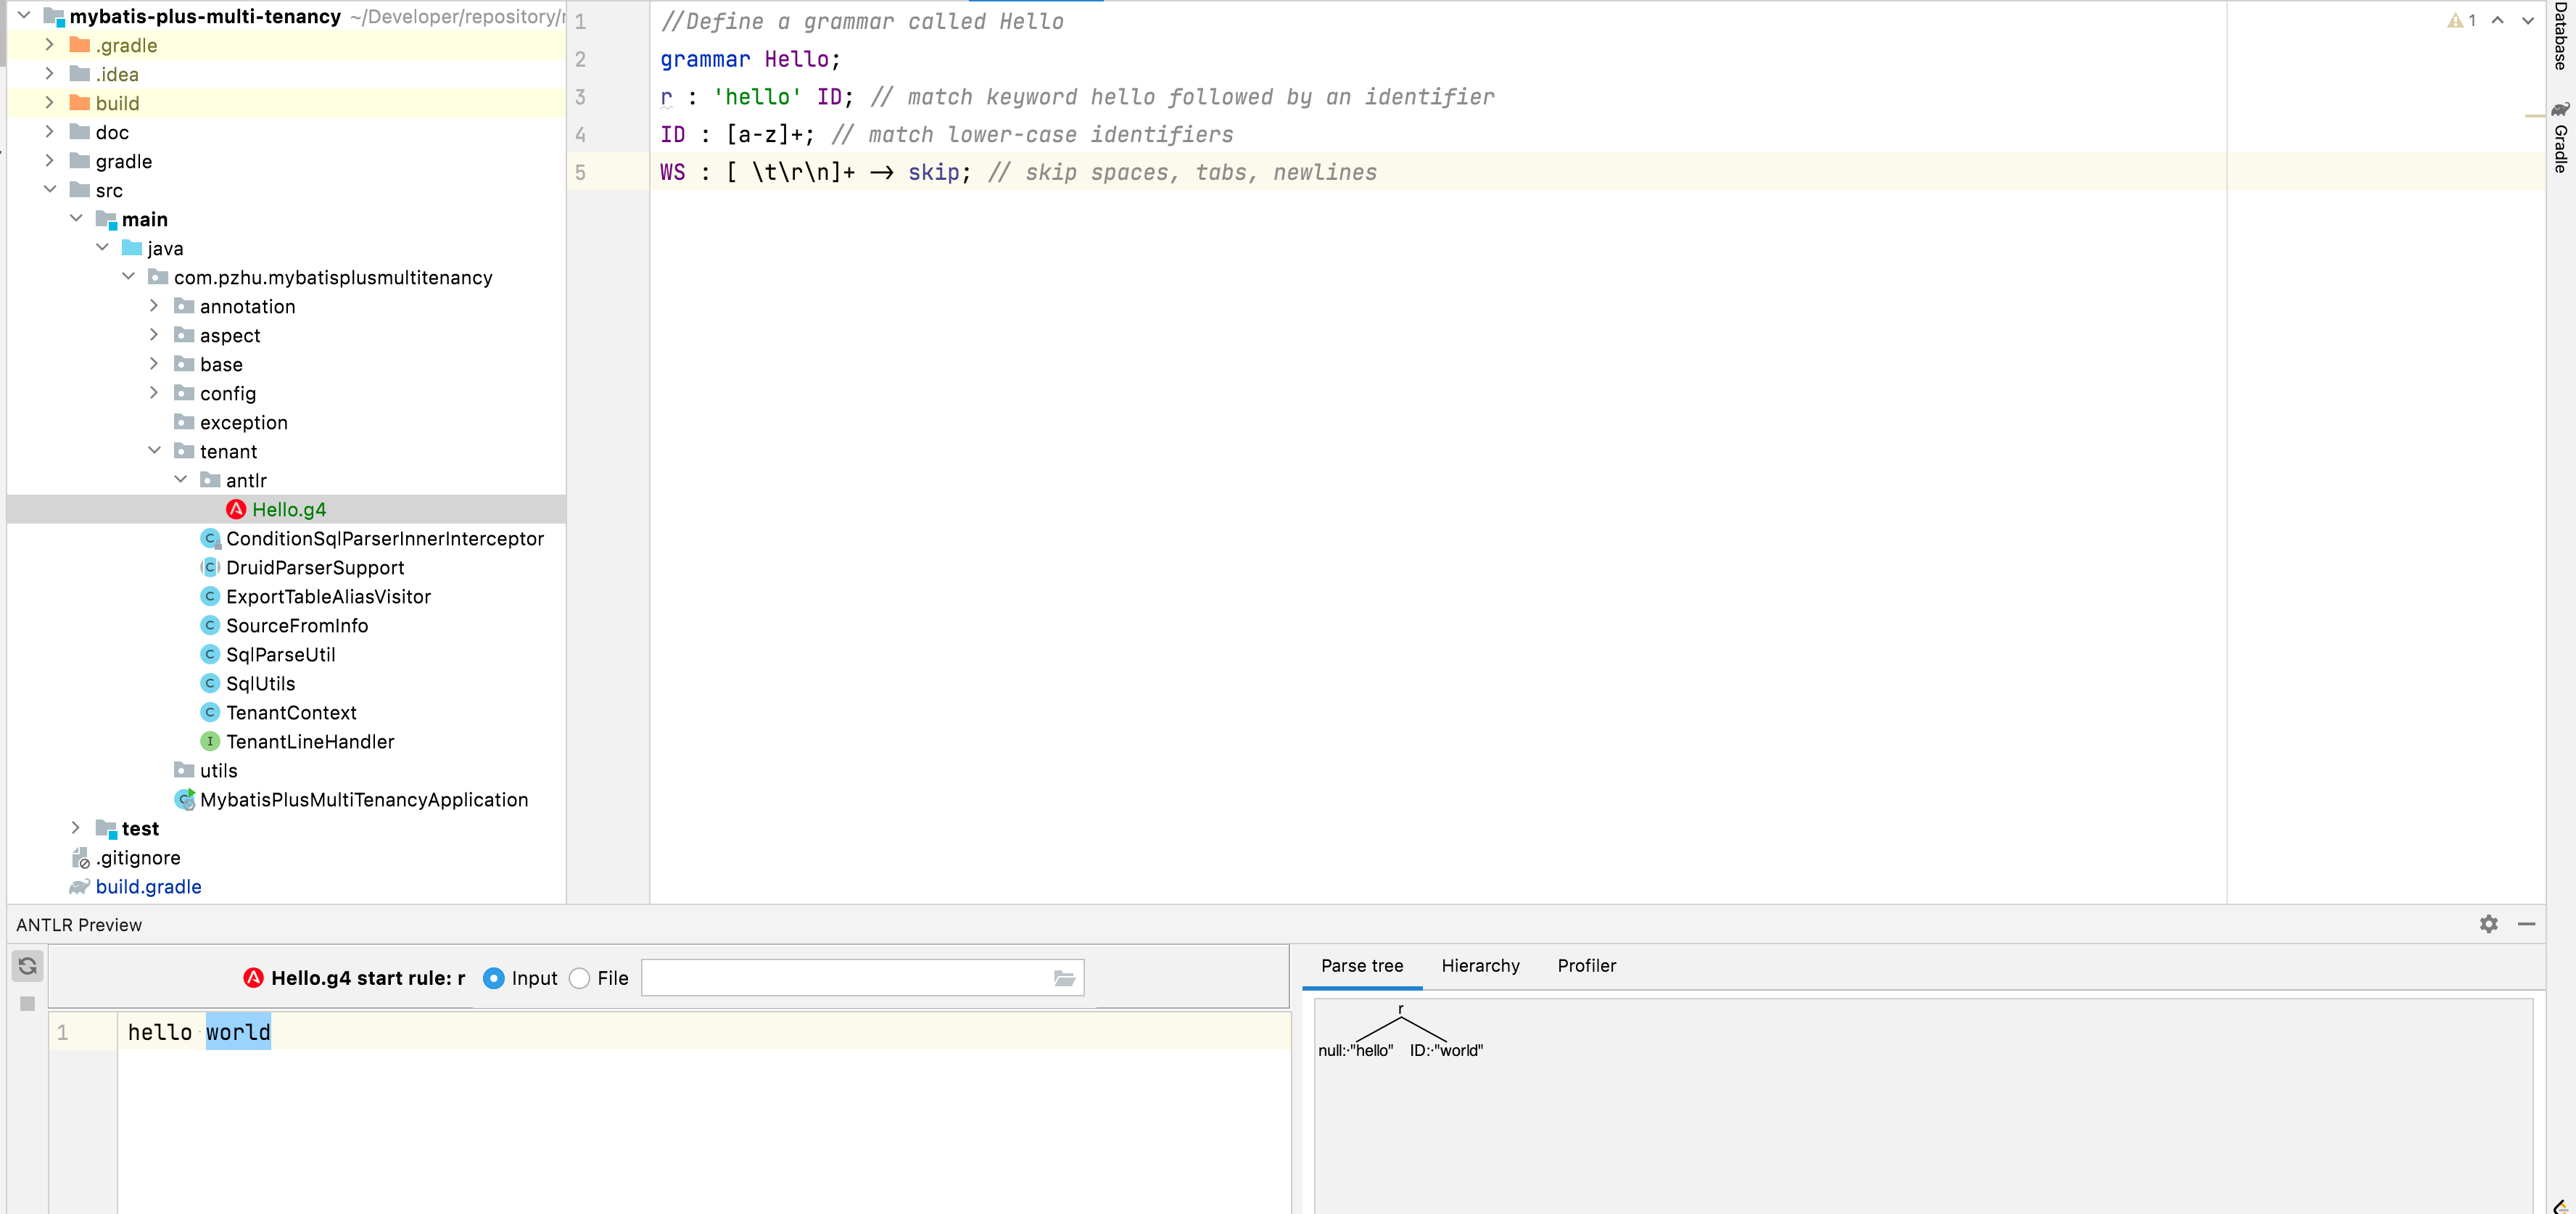 mybatis-plus-multi-tenancy ~/Developer/repository/
.gradle
.idea
build
doc
gradle
src
main
java
com.pzhu.mybatisplusmultitenancy
annotation
aspect
base
config
exception
tenant
antlr
Hello.g4
ConditionSqlParserInnerInterceptor
DruidParserSupport
ExportTableAliasVisitor
SourceFromInfo
SqlParseUtil
SqlUtils
TenantContext
TenantLineHandler
utils
MybatisPlusMultiTenancyApplication
test
.gitignore
build.gradle
1 //Define a grammar called Hello
2 grammar Hello;
3 r : 'hello' ID; // match keyword hello followed by an identifier
4 ID : [a-z]+; // match lower-case identifiers
5 WS : [ \t\r\n]+ -> skip; // skip spaces, tabs, newlines
1
Database
Gradle
ANTLR Preview
Hello.g4 start rule: r Input File
1 hello world
Parse tree Hierarchy Profiler
r
null:·"hello" ID:·"world"